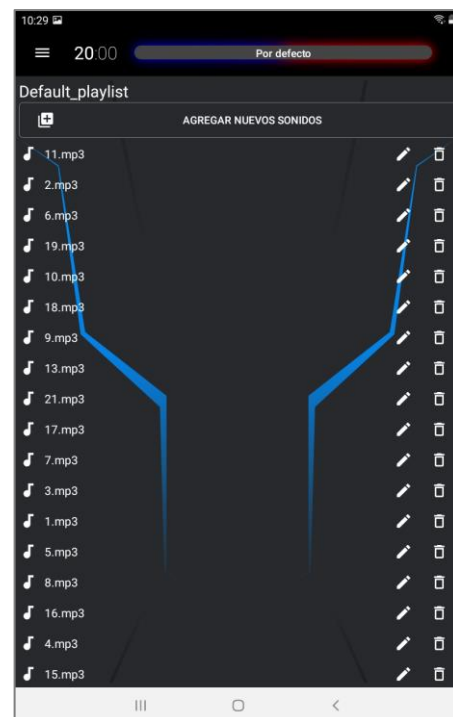 10:29
20:00 Por defecto
Default_playlist
AGREGAR NUEVOS SONIDOS
11.mp3
2.mp3
6.mp3
19.mp3
10.mp3
18.mp3
9.mp3
13.mp3
21.mp3
17.mp3
7.mp3
3.mp3
1.mp3
5.mp3
8.mp3
16.mp3
4.mp3
15.mp3